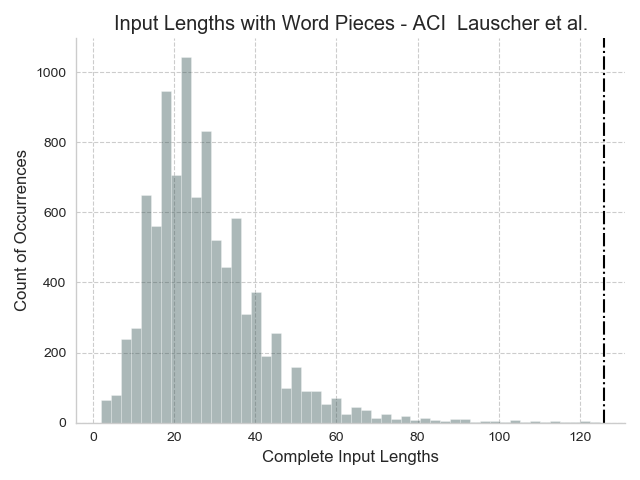 Input Lengths with Word Pieces - ACI  Lauscher et al.
Count of Occurrences
1000
800
600
400
200
0
0 20 40 60 80 100 120
Complete Input Lengths